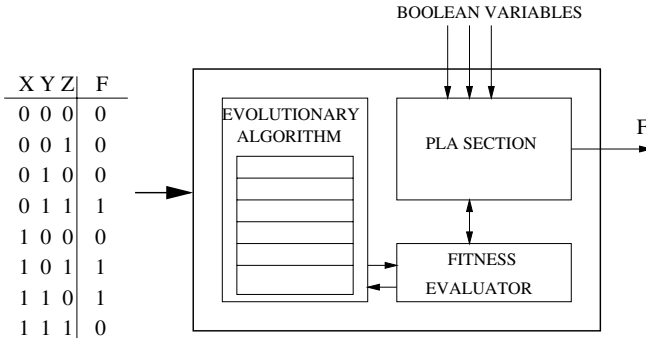 BOOLEAN VARIABLES
X Y Z F
0 0 0 0
0 0 1 0
0 1 0 0
0 1 1 1
1 0 0 0
1 0 1 1
1 1 0 1
1 1 1 0
EVOLUTIONARY
ALGORITHM
PLA SECTION
F
FITNESS
EVALUATOR